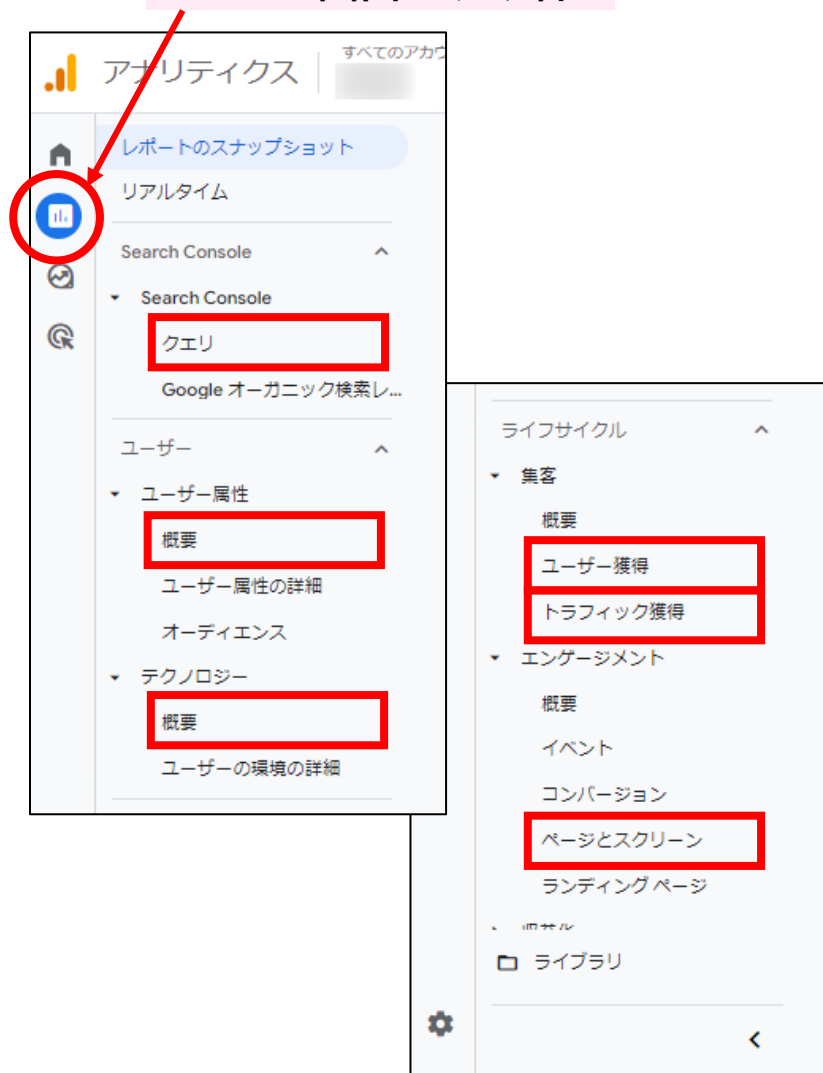 アナリティクス
すべてのアカウ
レポートのスナップショット
リアルタイム
Search Console
Search Console
クエリ
Google オーガニック検索レ...
ユーザー
ユーザー属性
概要
ユーザー属性の詳細
オーディエンス
テクノロジー
概要
ユーザーの環境の詳細
ライフサイクル
集客
概要
ユーザー獲得
トラフィック獲得
エンゲージメント
概要
イベント
コンバージョン
ページとスクリーン
ランディング ページ
ライブラリ